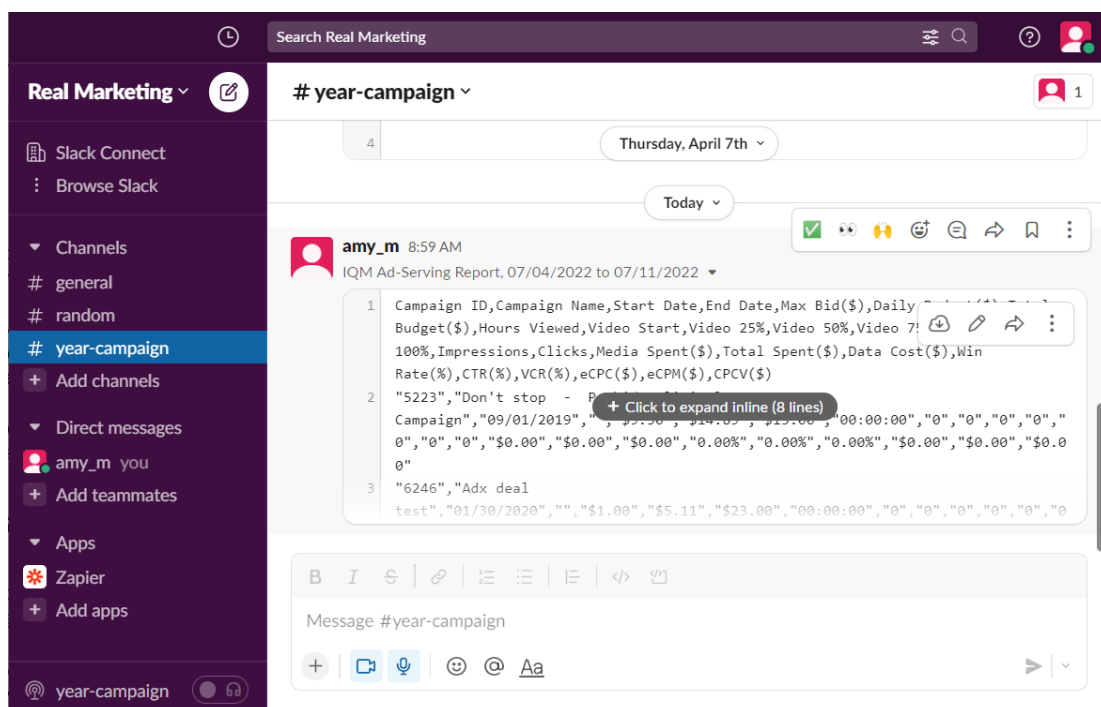 Search Real Marketing
Real Marketing
# year-campaign
1
Slack Connect
Browse Slack
Channels
# general
# random
# year-campaign
+ Add channels
Direct messages
amy_m you
+ Add teammates
Apps
Zapier
+ Add apps
year-campaign
4
Thursday, April 7th
Today
amy_m 8:59 AM
IQM Ad-Serving Report, 07/04/2022 to 07/11/2022
1 Campaign ID,Campaign Name,Start Date,End Date,Max Bid($),Daily
Budget($),Hours Viewed,Video Start,Video 25%,Video 50%,Video
100%,Impressions,Clicks,Media Spent($),Total Spent($),Data Cost($),Win
Rate(%),CTR(%),VCR(%),eCPC($),eCPM($),CPCV($)
2 "5223","Don't stop -
+ Click to expand inline (8 lines)
Campaign","09/01/2019","","00:00:00","0","0","0","0","
0","0","0","$0.00","$0.00","$0.00","0.00%","0.00%","0.00%","$0.00","$0.00","$0.0
0"
3 "6246","Adx deal
test","01/30/2020","","$1.00","$5.11","$23.00","00:00:00","0","0","0","0","0","0
B I S
Message #year-campaign
+ @ Aa